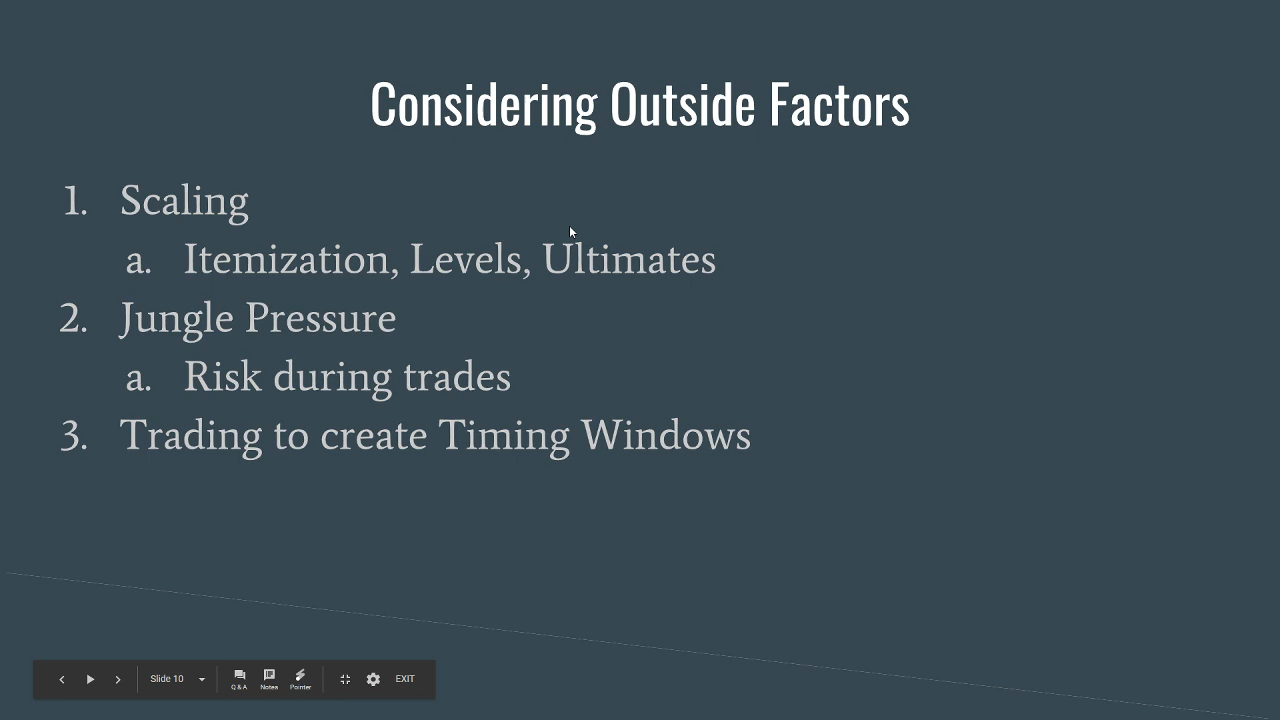 Considering Outside Factors
1. Scaling
a. Itemization, Levels, Ultimates
2. Jungle Pressure
a. Risk during trades
3. Trading to create Timing Windows
Slide 10 Q&A Notes Pointer EXIT